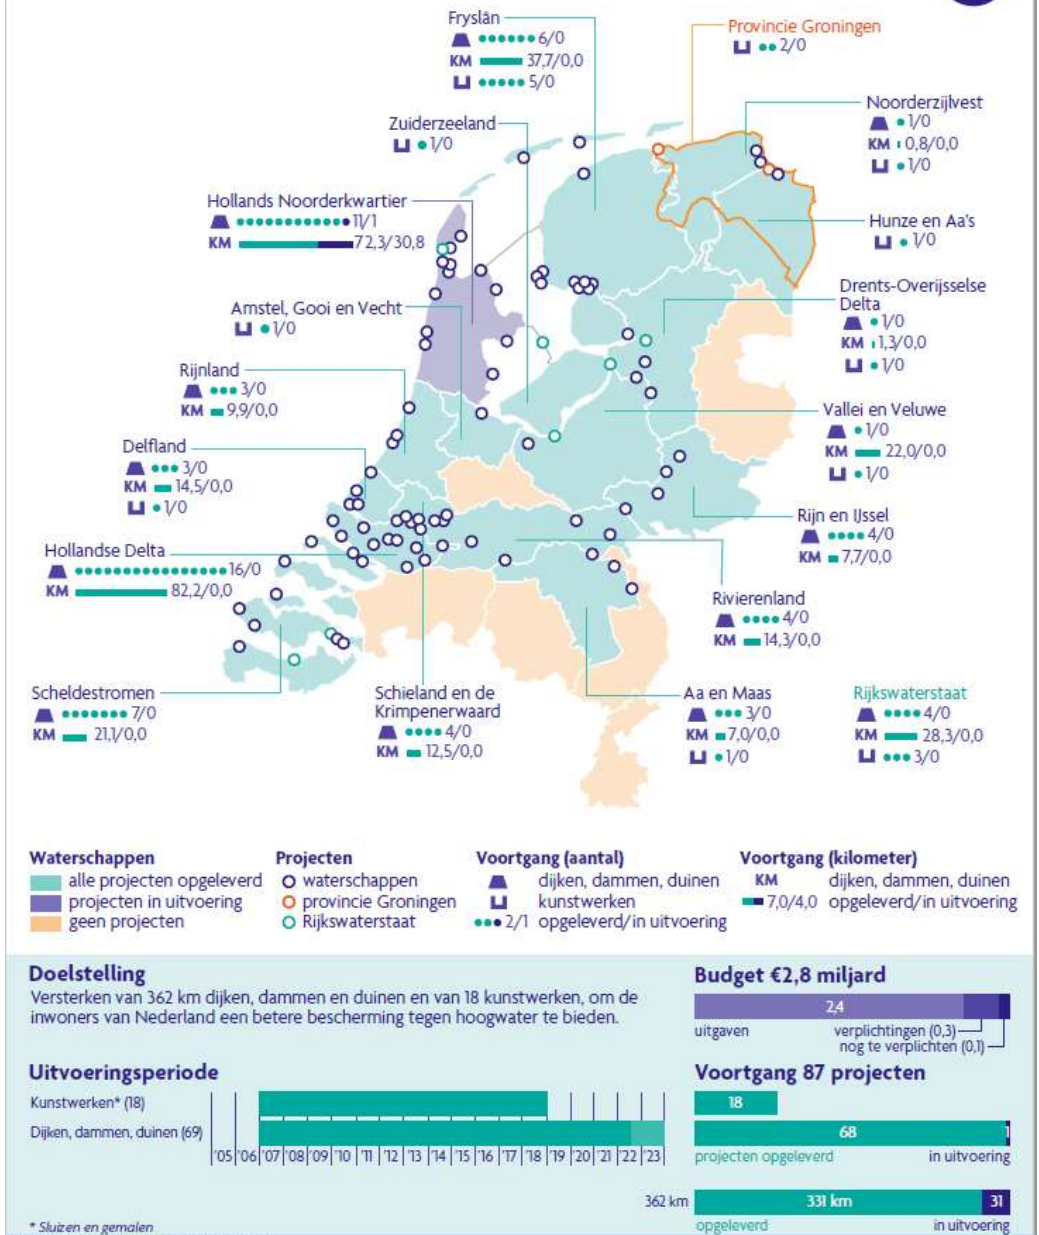 Fryslân
6/0
KM 37,7/0,0
5/0
Provincie Groningen
2/0
Noorderzijlvest
1/0
KM 0,8/0,0
1/0
Zuiderzeeland
1/0
Hollands Noorderkwartier
11/1
KM 72,3/30,8
Hunze en Aa's
1/0
Amstel, Gooi en Vecht
1/0
Drents-Overijsselse
Delta
1/0
KM 1,3/0,0
1/0
Rijnland
3/0
KM 9,9/0,0
Vallei en Veluwe
1/0
KM 22,0/0,0
1/0
Delfland
3/0
KM 14,5/0,0
1/0
Rijn en IJssel
4/0
KM 7,7/0,0
Hollandse Delta
16/0
KM 82,2/0,0
Rivierenland
4/0
KM 14,3/0,0
Scheldestromen
7/0
KM 21,1/0,0
Schieland en de
Krimpenerwaard
4/0
KM 12,5/0,0
Aa en Maas
3/0
KM 7,0/0,0
1/0
Rijkswaterstaat
4/0
KM 28,3/0,0
3/0
Waterschappen
alle projecten opgeleverd
projecten in uitvoering
geen projecten
Projecten
waterschappen
provincie Groningen
Rijkswaterstaat
Voortgang (aantal)
dijken, dammen, duinen
kunstwerken
2/1 opgeleverd/in uitvoering
Voortgang (kilometer)
KM dijken, dammen, duinen
7,0/4,0 opgeleverd/in uitvoering
Doelstelling
Versterken van 362 km dijken, dammen en duinen en van 18 kunstwerken, om de
inwoners van Nederland een betere bescherming tegen hoogwater te bieden.
Budget €2,8 miljard
2,4
uitgaven
verplichtingen (0,3)
nog te verplichten (0,1)
Uitvoeringsperiode
Kunstwerken* (18)
Dijken, dammen, duinen (69)
'05 '06 '07 '08 '09 '10 '11 '12 '13 '14 '15 '16 '17 '18 '19 '20 '21 '22 '23
Voortgang 87 projecten
18
68 1
projecten opgeleverd in uitvoering
362 km 331 km 31
opgeleverd in uitvoering
* Sluizen en gemalen